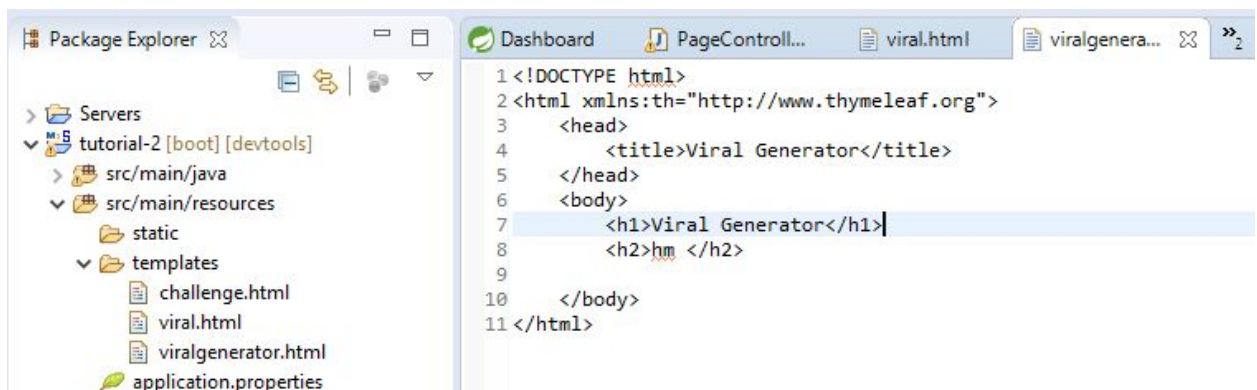 Package Explorer
Servers
tutorial-2 [boot] [devtools]
src/main/java
src/main/resources
static
templates
challenge.html
viral.html
viralgenerator.html
application.properties
Dashboard PageControll... viral.html viralgenera... »2
1 <!DOCTYPE html>
2 <html xmlns:th="http://www.thymeleaf.org">
3 <head>
4 <title>Viral Generator</title>
5 </head>
6 <body>
7 <h1>Viral Generator</h1>
8 <h2>hm </h2>
9
10 </body>
11 </html>